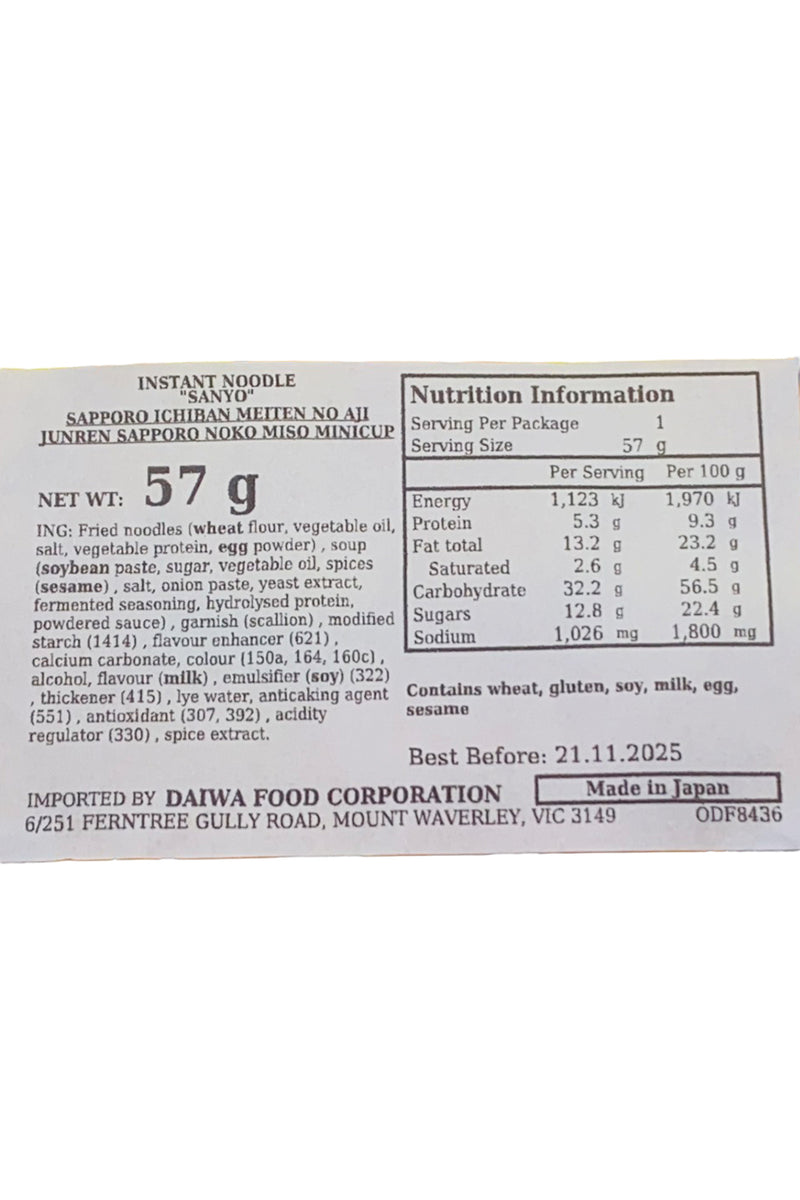 INSTANT NOODLE
"SANYO"
SAPPORO ICHIBAN MEITEN NO AJI
JUNREN SAPPORO NOKO MISO MINICUP
NET WT: 57 g
ING: Fried noodles (wheat flour, vegetable oil,
salt, vegetable protein, egg powder) , soup
(soybean paste, sugar, vegetable oil, spices
(sesame) , salt, onion paste, yeast extract,
fermented seasoning, hydrolysed protein,
powdered sauce) , garnish (scallion) , modified
starch (1414) , flavour enhancer (621) ,
calcium carbonate, colour (150a, 164, 160c) ,
alcohol, flavour (milk) , emulsifier (soy) (322)
, thickener (415) , lye water, anticaking agent
(551) , antioxidant (307, 392) , acidity
regulator (330) , spice extract.
Nutrition Information
Serving Per Package 1
Serving Size 57 g
Per Serving Per 100 g
Energy 1,123 kJ 1,970 kJ
Protein 5.3 g 9.3 g
Fat total 13.2 g 23.2 g
Saturated 2.6 g 4.5 g
Carbohydrate 32.2 g 56.5 g
Sugars 12.8 g 22.4 g
Sodium 1,026 mg 1,800 mg
Contains wheat, gluten, soy, milk, egg,
sesame
Best Before: 21.11.2025
IMPORTED BY DAIWA FOOD CORPORATION
Made in Japan
6/251 FERNTREE GULLY ROAD, MOUNT WAVERLEY, VIC 3149
ODF8436